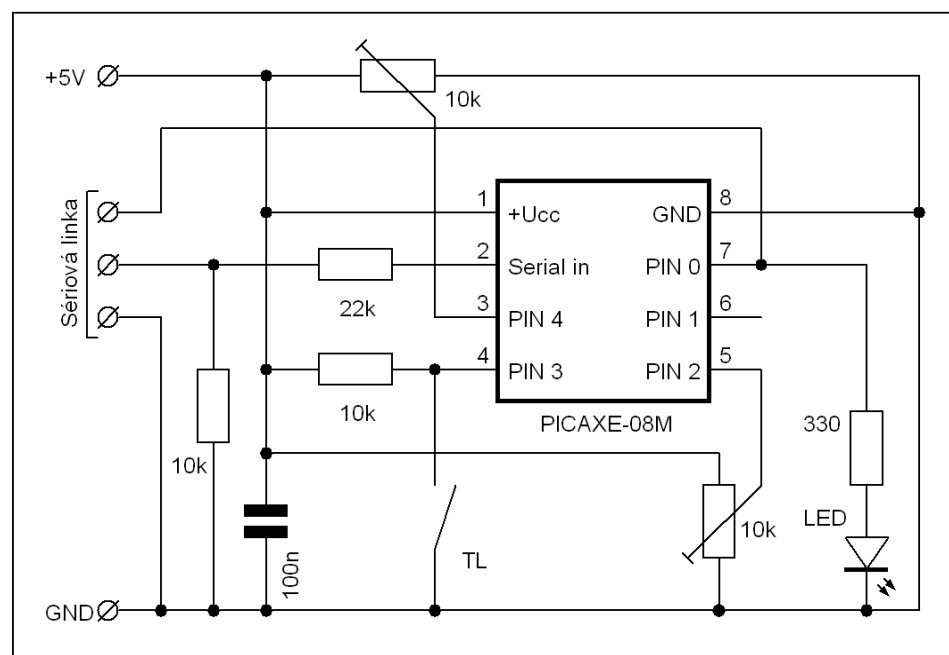 +5V
10k
Sériová linka
1
+Ucc
GND
8
2
Serial in
PIN 0
7
22k
3
PIN 4
PIN 1
6
4
PIN 3
PIN 2
5
10k
PICAXE-08M
330
10k
100n
TL
10k
LED
GND